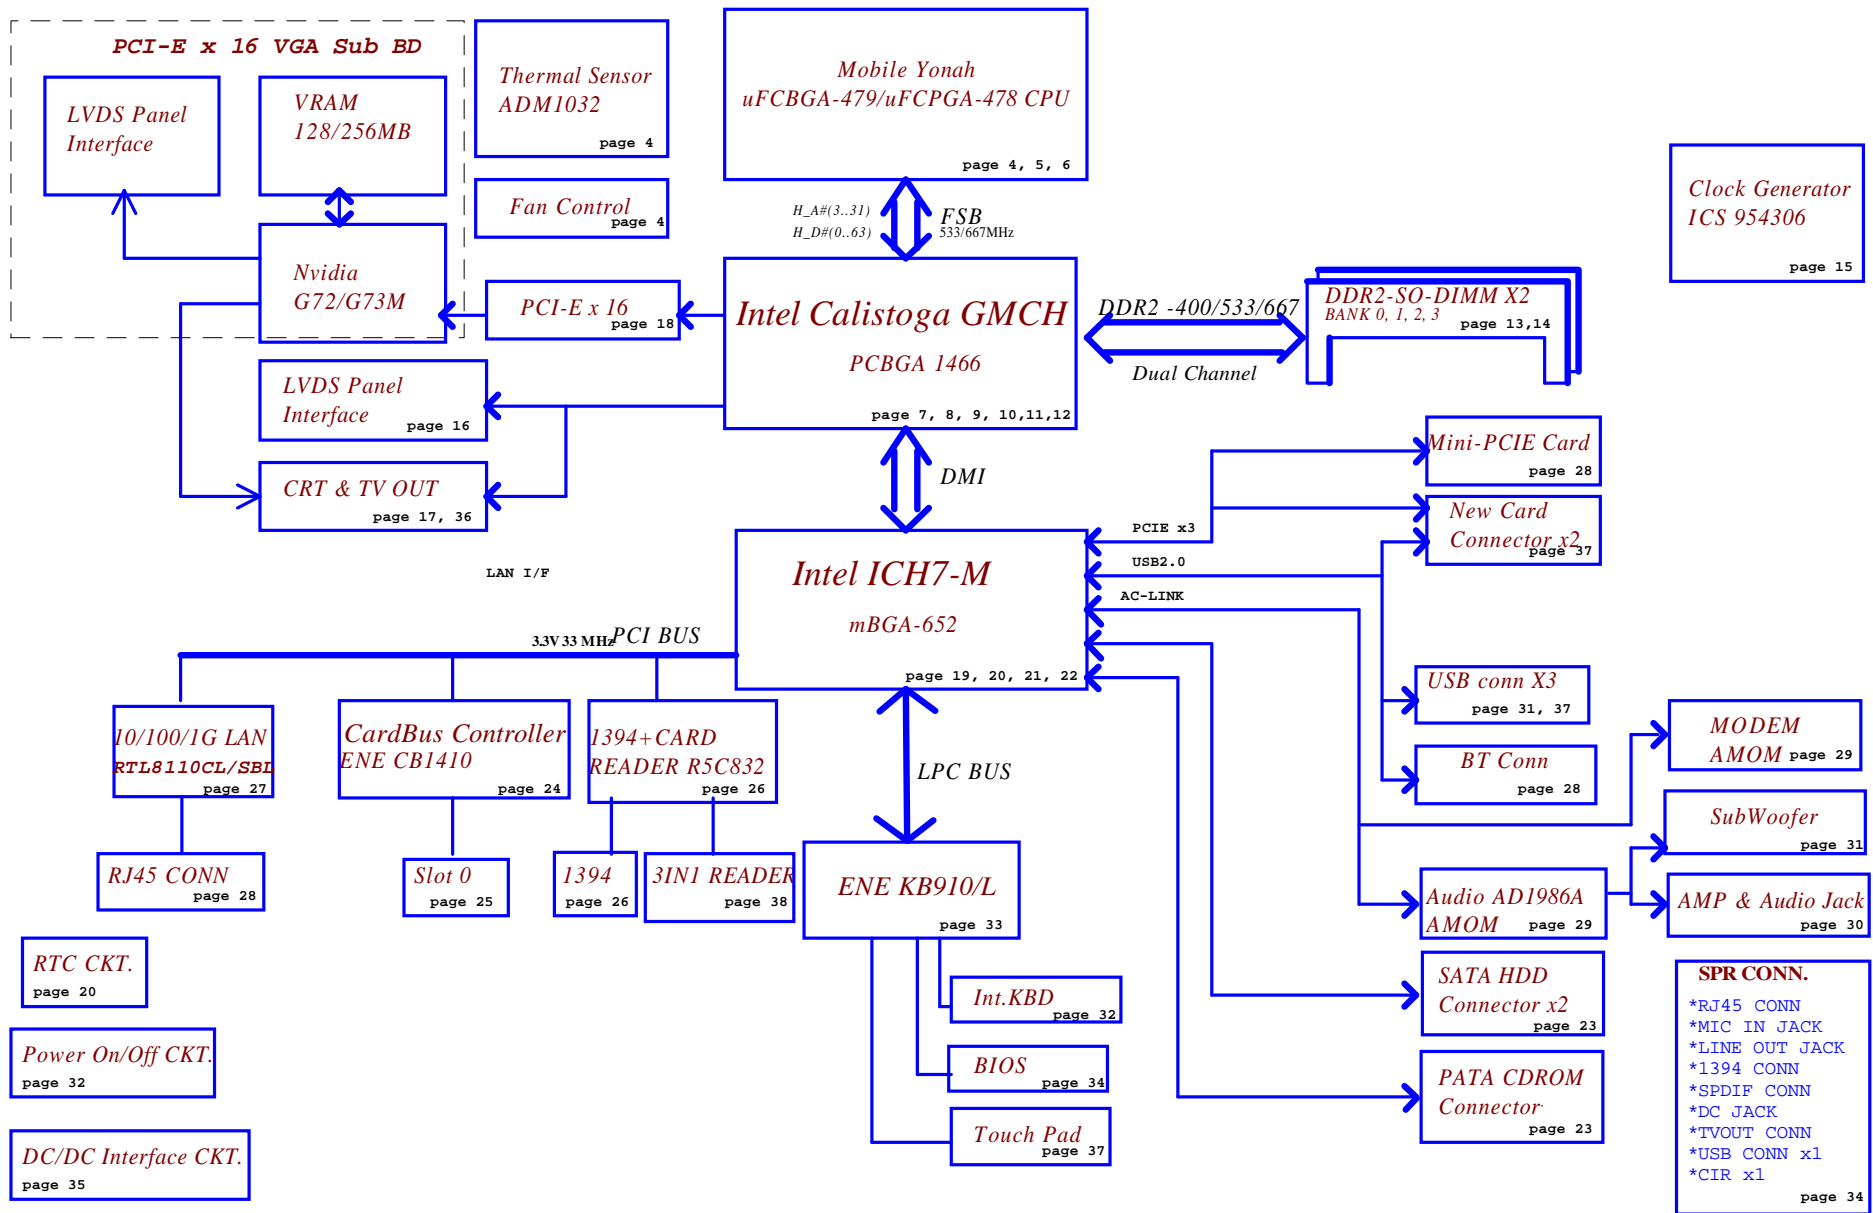 PCI-E x 16 VGA Sub BD
LVDS Panel
Interface
VRAM
128/256MB
Nvidia
G72/G73M
Thermal Sensor
ADM1032
page 4
Fan Control
page 4
Mobile Yonah
uFCBGA-479/uFCPGA-478 CPU
page 4, 5, 6
H_A#(3..31)
H_D#(0..63)
FSB
533/667MHz
Clock Generator
ICS 954306
page 15
PCI-E x 16
page 18
Intel Calistoga GMCH
PCBGA 1466
page 7, 8, 9, 10,11,12
DDR2 -400/533/667
Dual Channel
DDR2-SO-DIMM X2
BANK 0, 1, 2, 3
page 13,14
LVDS Panel
Interface
page 16
CRT & TV OUT
page 17, 36
DMI
LAN I/F
Intel ICH7-M
mBGA-652
page 19, 20, 21, 22
PCIE x3
USB2.0
AC-LINK
Mini-PCIE Card
page 28
New Card
Connector x2
page 37
USB conn X3
page 31, 37
BT Conn
page 28
MODEM
AMOM
page 29
SubWoofer
page 31
Audio AD1986A
AMOM
page 29
AMP & Audio Jack
page 30
SATA HDD
Connector x2
page 23
PATA CDROM
Connector
page 23
3.3V 33 MHz
PCI BUS
10/100/1G LAN
RTL8110CL/SBL
page 27
CardBus Controller
ENE CB1410
page 24
1394+CARD
READER R5C832
page 26
LPC BUS
RJ45 CONN
page 28
Slot 0
page 25
1394
page 26
3IN1 READER
page 38
ENE KB910/L
page 33
Int.KBD
page 32
BIOS
page 34
Touch Pad
page 37
RTC CKT.
page 20
Power On/Off CKT.
page 32
DC/DC Interface CKT.
page 35
SPR CONN.
*RJ45 CONN
*MIC IN JACK
*LINE OUT JACK
*1394 CONN
*SPDIF CONN
*DC JACK
*TVOUT CONN
*USB CONN x1
*CIR x1
page 34